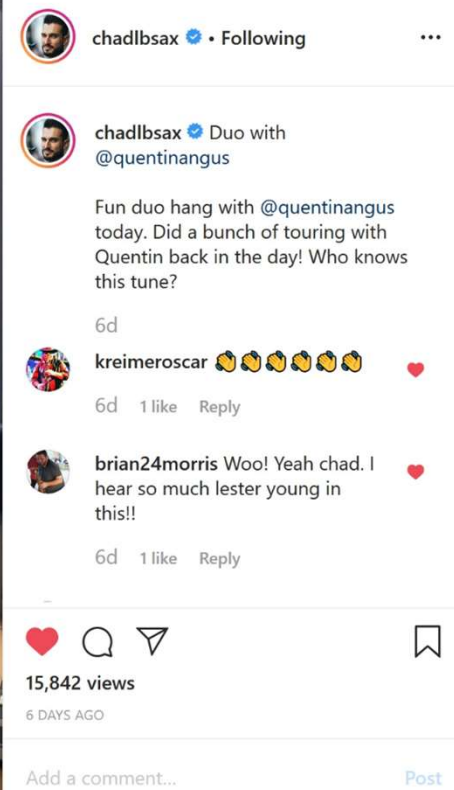 chadlbsax • Following
chadlbsax Duo with
@quentinangus
Fun duo hang with @quentinangus
today. Did a bunch of touring with
Quentin back in the day! Who knows
this tune?
6d
kreimeroscar 👏👏👏👏👏👏
6d 1 like Reply
brian24morris Woo! Yeah chad. I
hear so much lester young in
this!!
6d 1 like Reply
15,842 views
6 DAYS AGO
Add a comment... Post